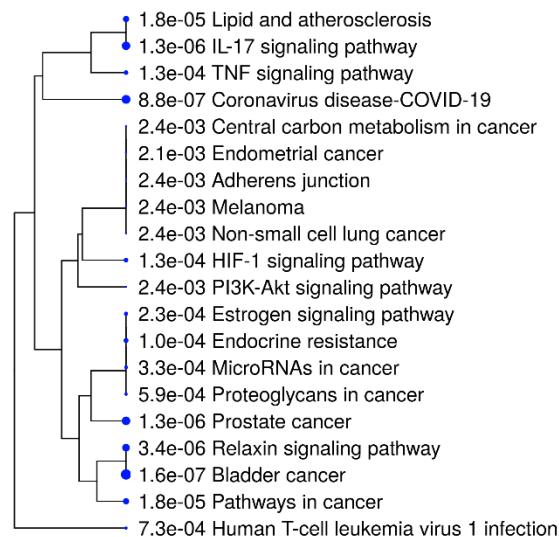 1.8e-05 Lipid and atherosclerosis
1.3e-06 IL-17 signaling pathway
1.3e-04 TNF signaling pathway
8.8e-07 Coronavirus disease-COVID-19
2.4e-03 Central carbon metabolism in cancer
2.1e-03 Endometrial cancer
2.4e-03 Adherens junction
2.4e-03 Melanoma
2.4e-03 Non-small cell lung cancer
1.3e-04 HIF-1 signaling pathway
2.4e-03 PI3K-Akt signaling pathway
2.3e-04 Estrogen signaling pathway
1.0e-04 Endocrine resistance
3.3e-04 MicroRNAs in cancer
5.9e-04 Proteoglycans in cancer
1.3e-06 Prostate cancer
3.4e-06 Relaxin signaling pathway
1.6e-07 Bladder cancer
1.8e-05 Pathways in cancer
7.3e-04 Human T-cell leukemia virus 1 infection